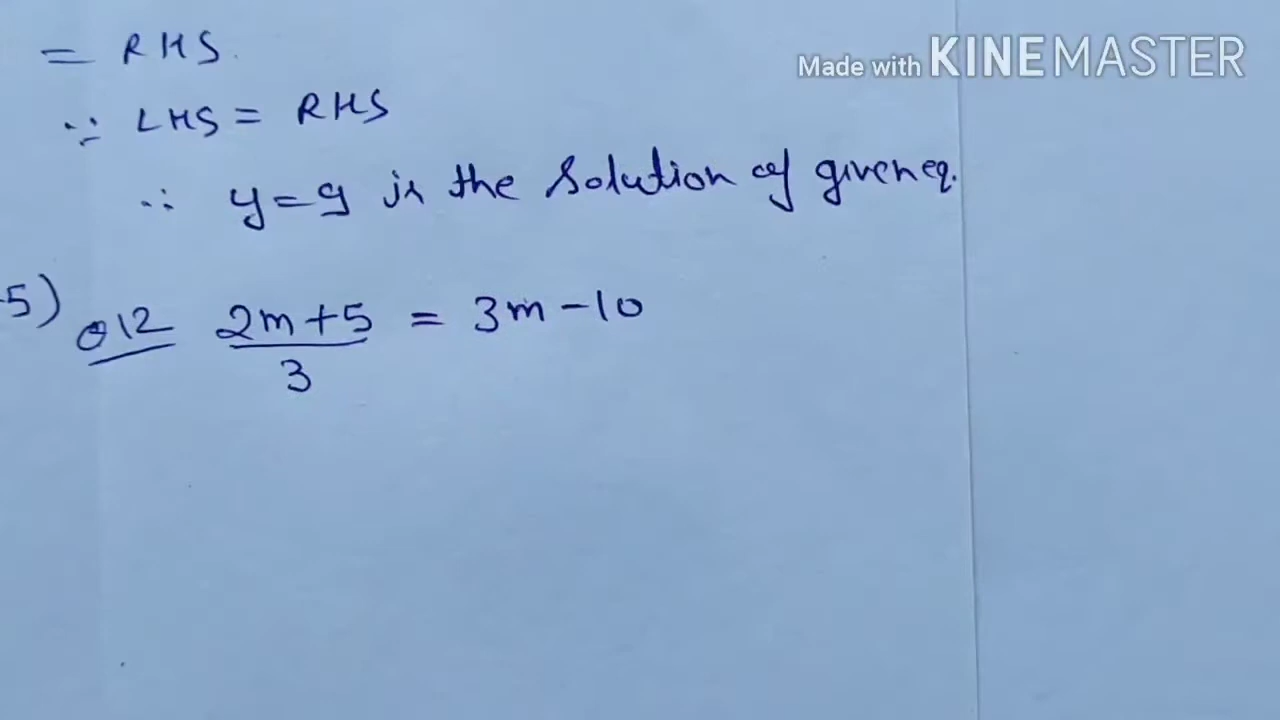 = RHS.
Made with KINEMASTER
∵ LHS = RHS
∴ y=9 is the solution of given eq.
5) Q12 2m+5 = 3m-10
3